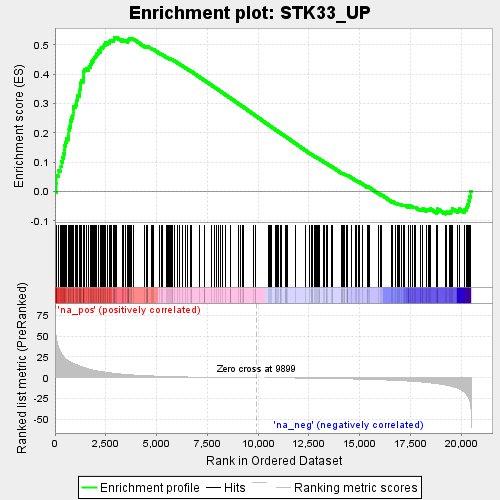 Enrichment plot: STK33_UP
Enrichment score (ES)
0.5
0.4
0.3
0.2
0.1
0.0
-0.1
'na_pos' (positively correlated)
Ranked list metric (PreRanked)
75
50
25
0
-25
-50
Zero cross at 9899
'na_neg' (negatively correlated)
0
2,500
5,000
7,500
10,000
12,500
15,000
17,500
20,000
Rank in Ordered Dataset
Enrichment profile
Hits
Ranking metric scores